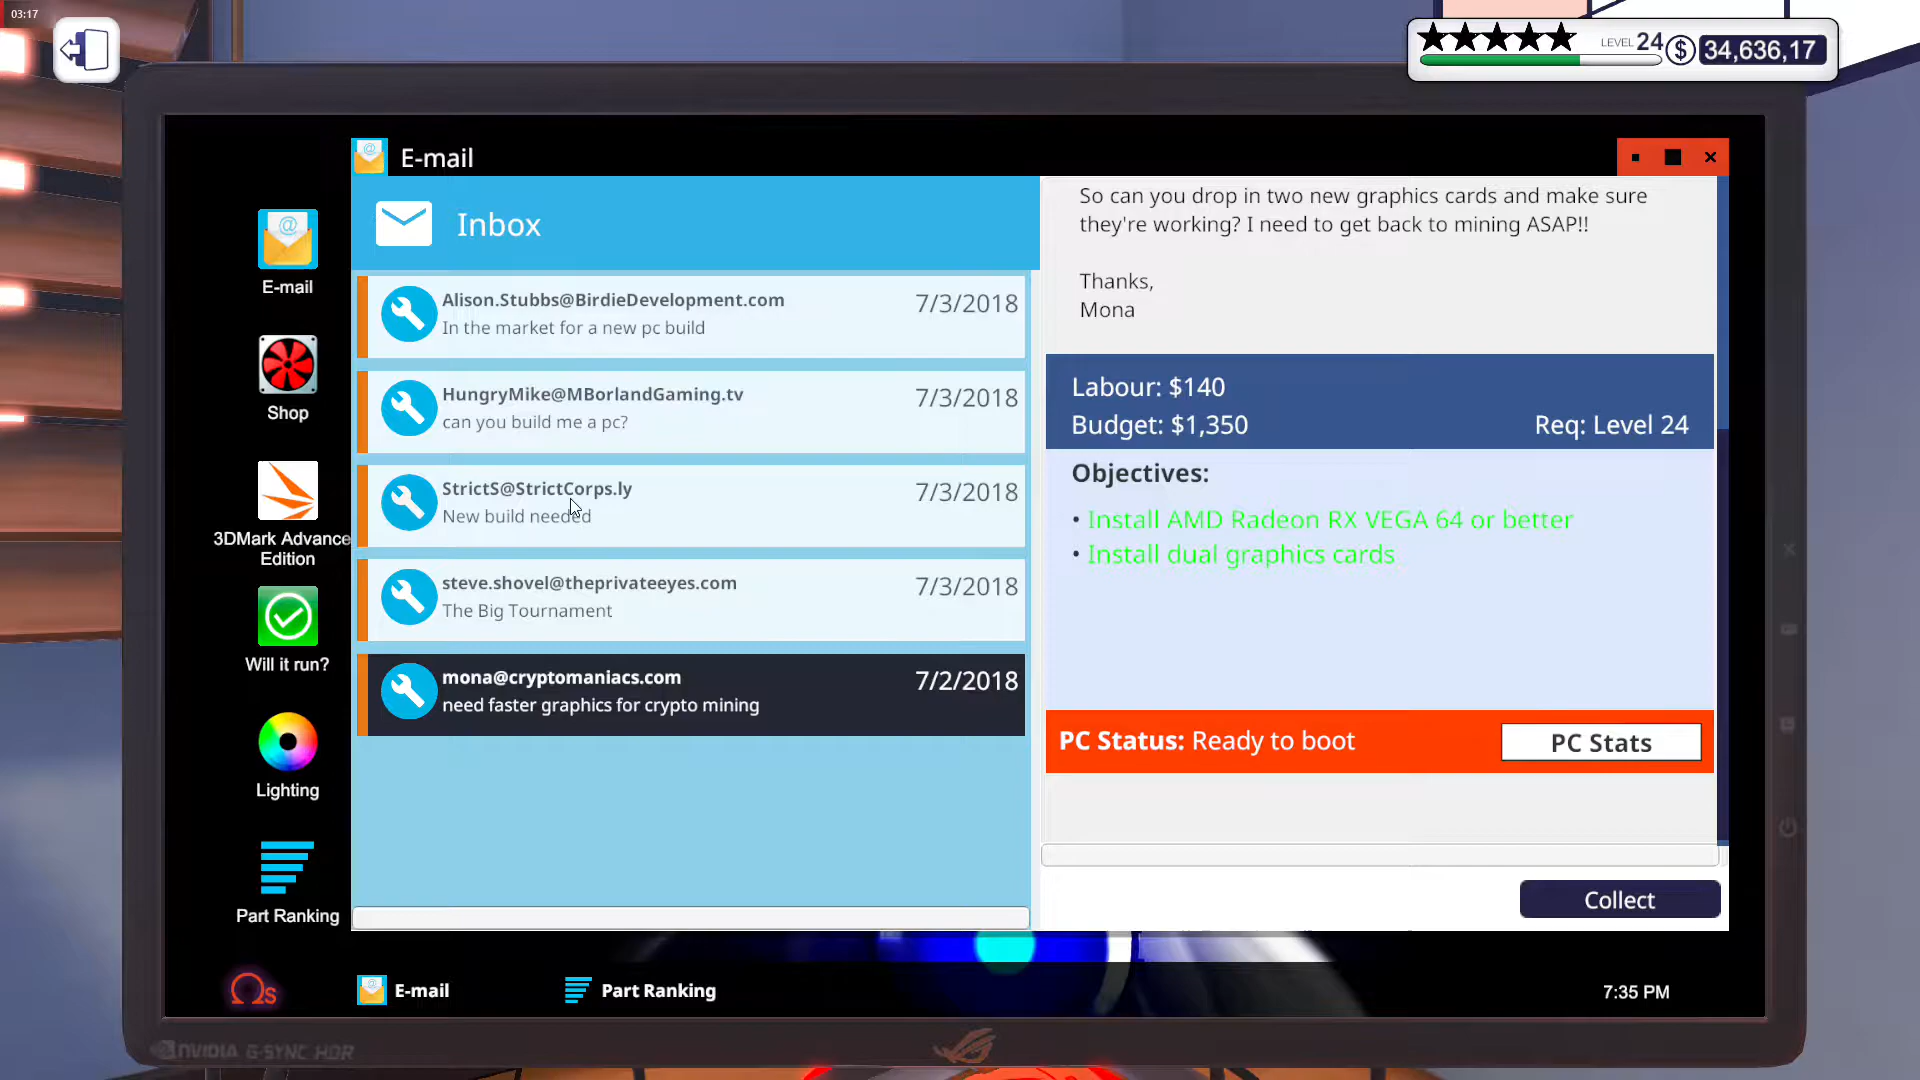 03:17
LEVEL 24 $ 34,636,17
E-mail
Inbox
Alison.Stubbs@BirdieDevelopment.com 7/3/2018
In the market for a new pc build
HungryMike@MBorlandGaming.tv 7/3/2018
can you build me a pc?
StrictS@StrictCorps.ly 7/3/2018
New build needed
steve.shovel@theprivateeyes.com 7/3/2018
The Big Tournament
mona@cryptomaniacs.com 7/2/2018
need faster graphics for crypto mining
So can you drop in two new graphics cards and make sure
they're working? I need to get back to mining ASAP!!
Thanks,
Mona
Labour: $140
Budget: $1,350 Req: Level 24
Objectives:
• Install AMD Radeon RX VEGA 64 or better
• Install dual graphics cards
PC Status: Ready to boot PC Stats
Collect
E-mail
Shop
3DMark Advance
Edition
Will it run?
Lighting
Part Ranking
Ωs E-mail Part Ranking 7:35 PM
NVIDIA G-SYNC HDR